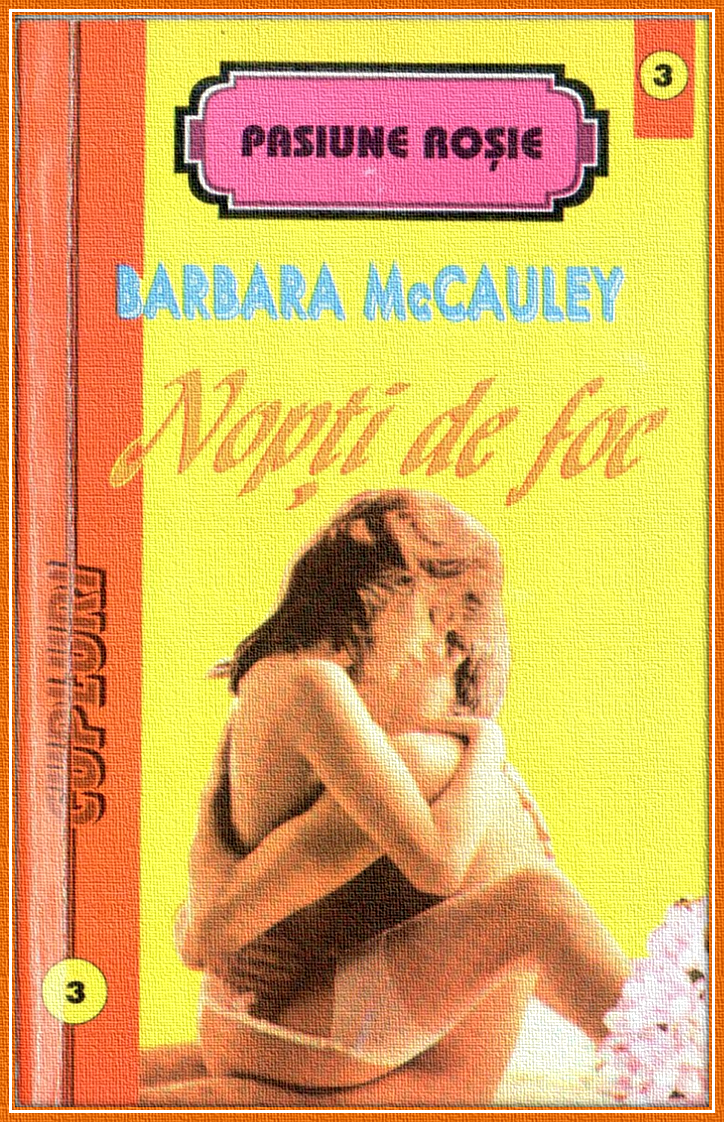 3
PASIUNE ROȘIE
BARBARA McCAULEY
Nopți de foc
CUPLURI
3